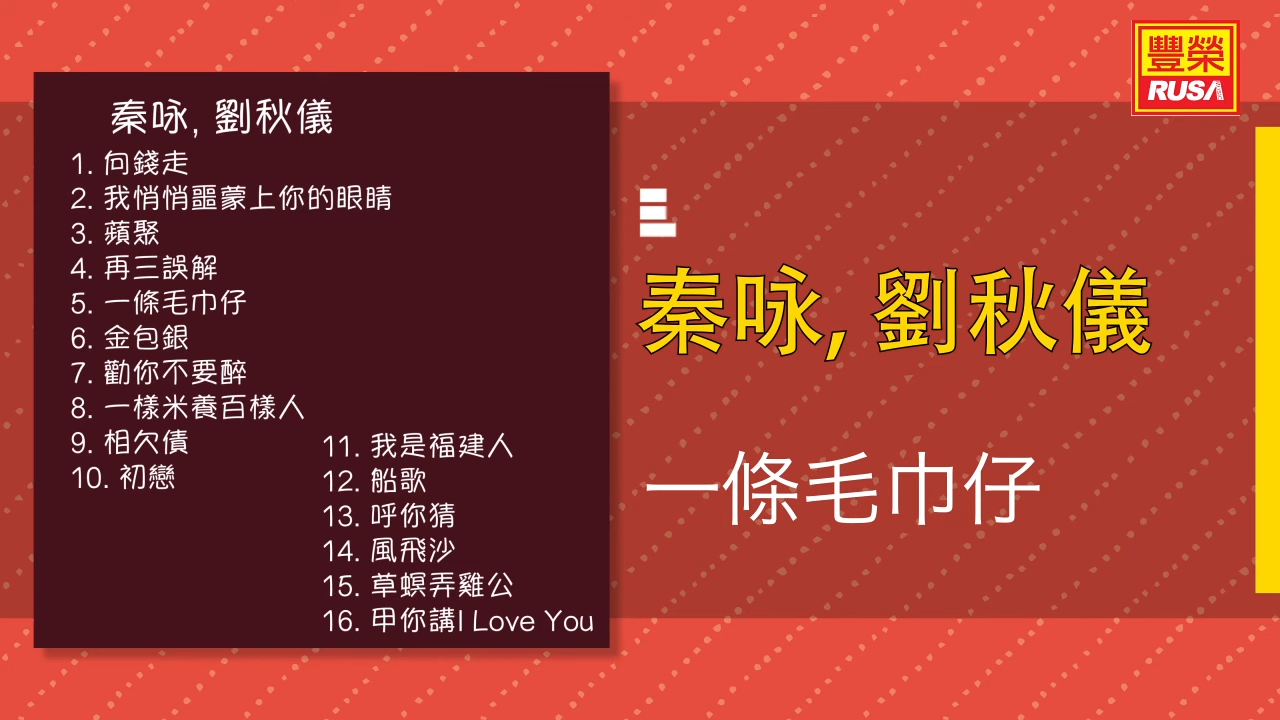 秦咏, 劉秋儀
1. 向錢走
2. 我悄悄噩蒙上你的眼睛
3. 蘋聚
4. 再三誤解
5. 一條毛巾仔
6. 金包銀
7. 勸你不要醉
8. 一樣米養百樣人
9. 相欠債
10. 初戀
11. 我是福建人
12. 船歌
13. 呼你猜
14. 風飛沙
15. 草螟弄雞公
16. 甲你講I Love You
豐榮
RUSA
秦咏, 劉秋儀
一條毛巾仔